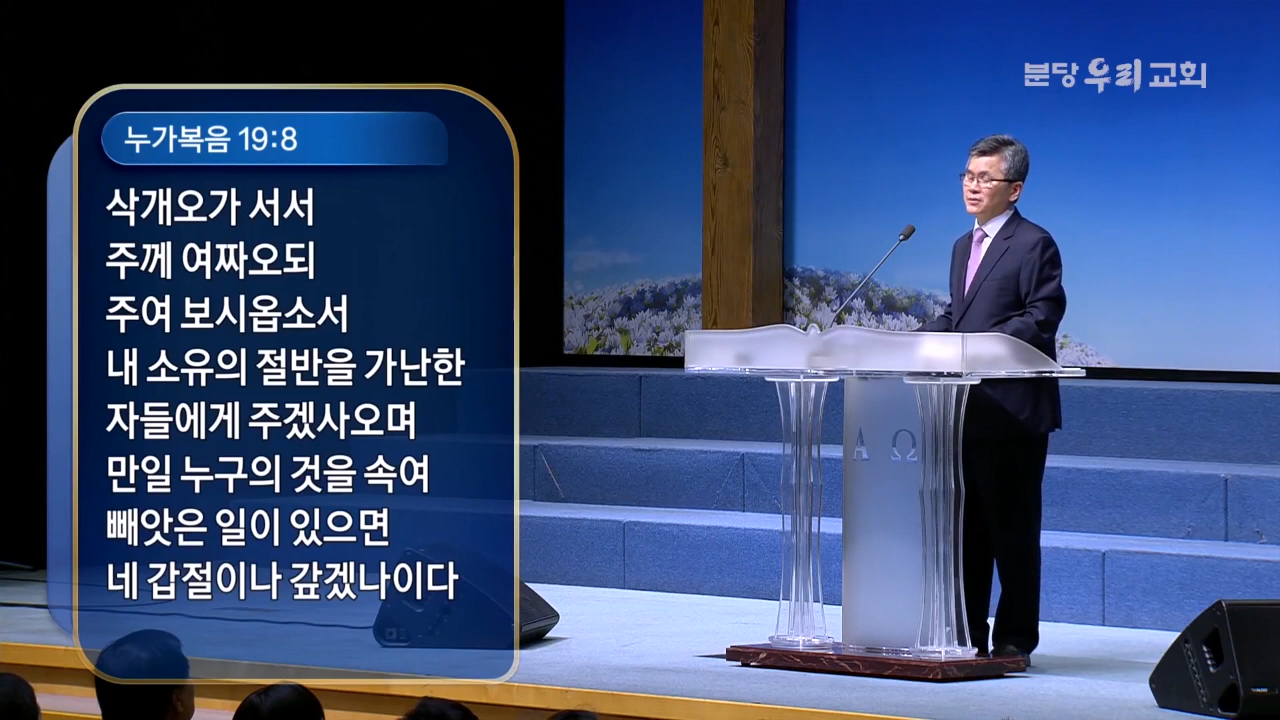 분당우리교회
누가복음 19:8
삭개오가 서서
주께 여짜오되
주여 보시옵소서
내 소유의 절반을 가난한
자들에게 주겠사오며
만일 누구의 것을 속여
빼앗은 일이 있으면
네 갑절이나 갚겠나이다
Α Ω